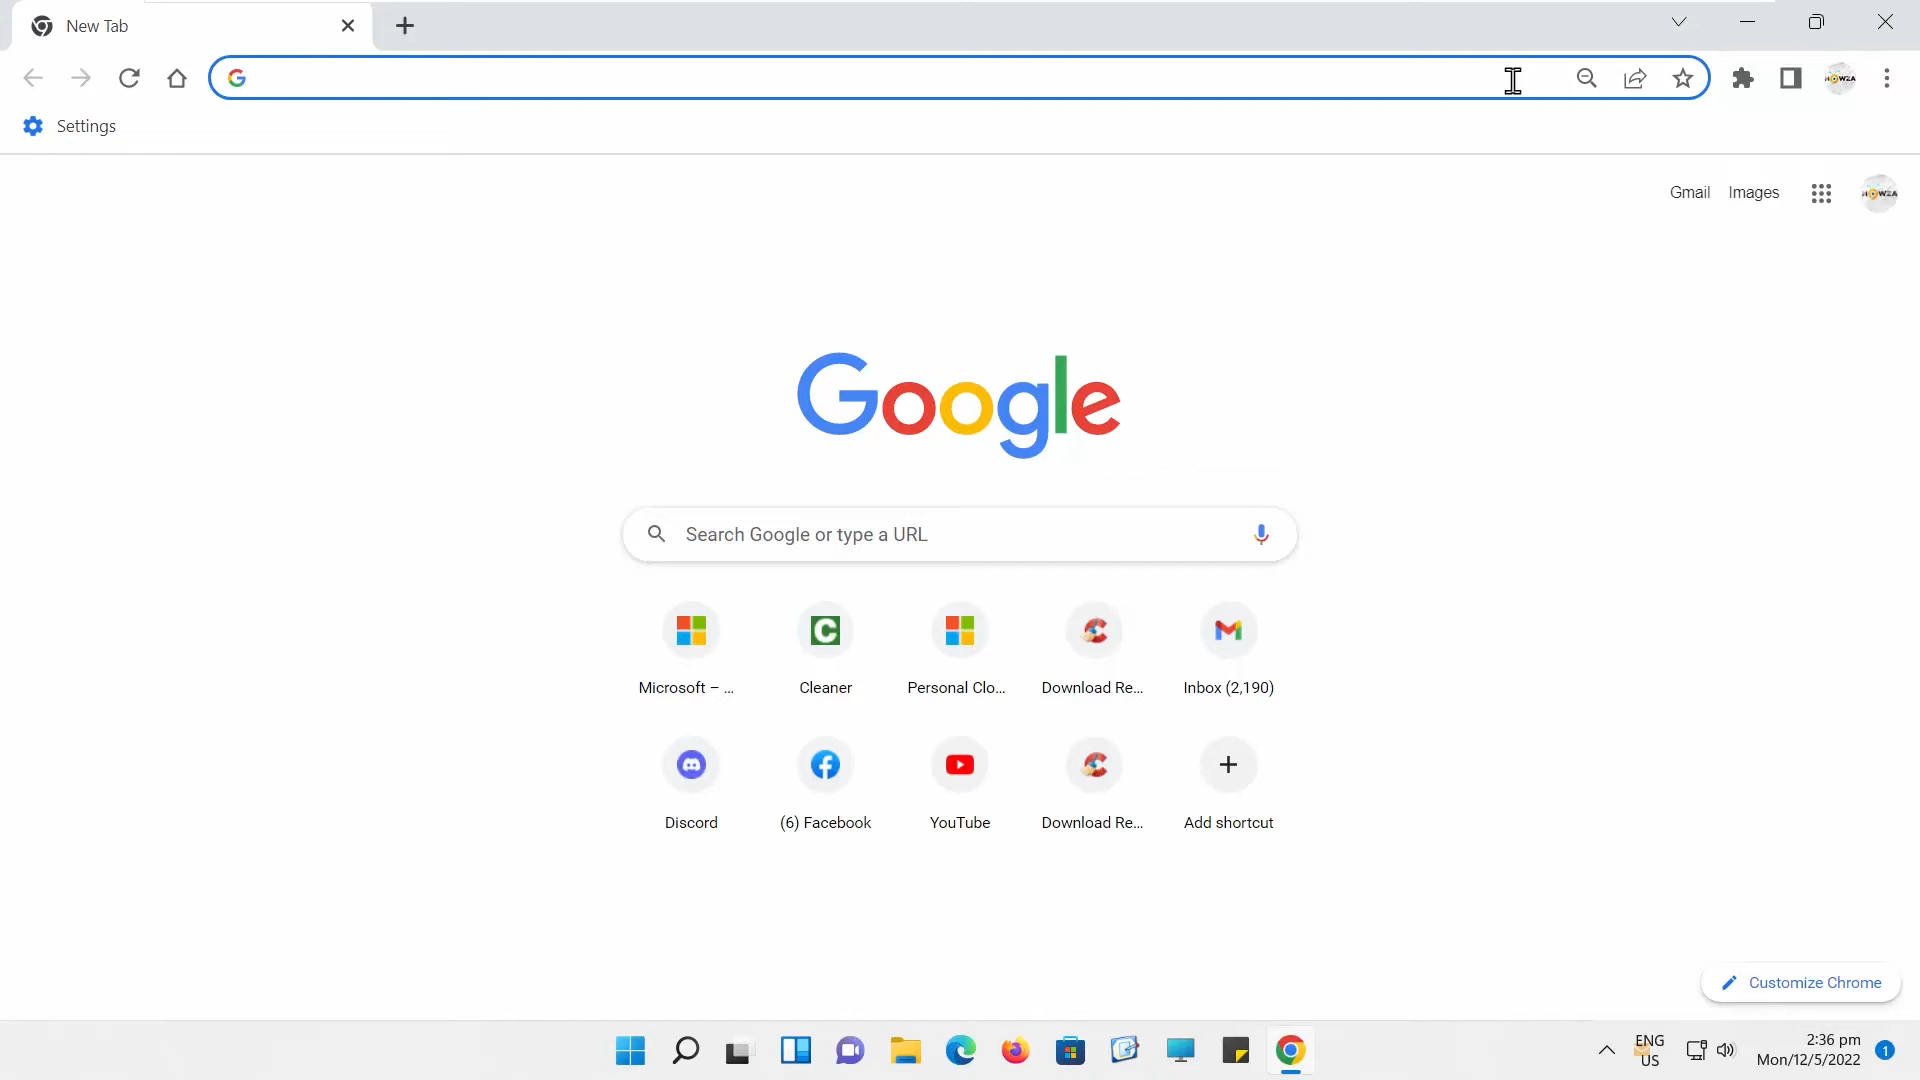 New Tab
Settings
Gmail Images
Google
Search Google or type a URL
Microsoft – ...
Cleaner
Personal Clo...
Download Re...
Inbox (2,190)
Discord
(6) Facebook
YouTube
Download Re...
Add shortcut
Customize Chrome
ENG
US
2:36 pm
Mon/12/5/2022
1